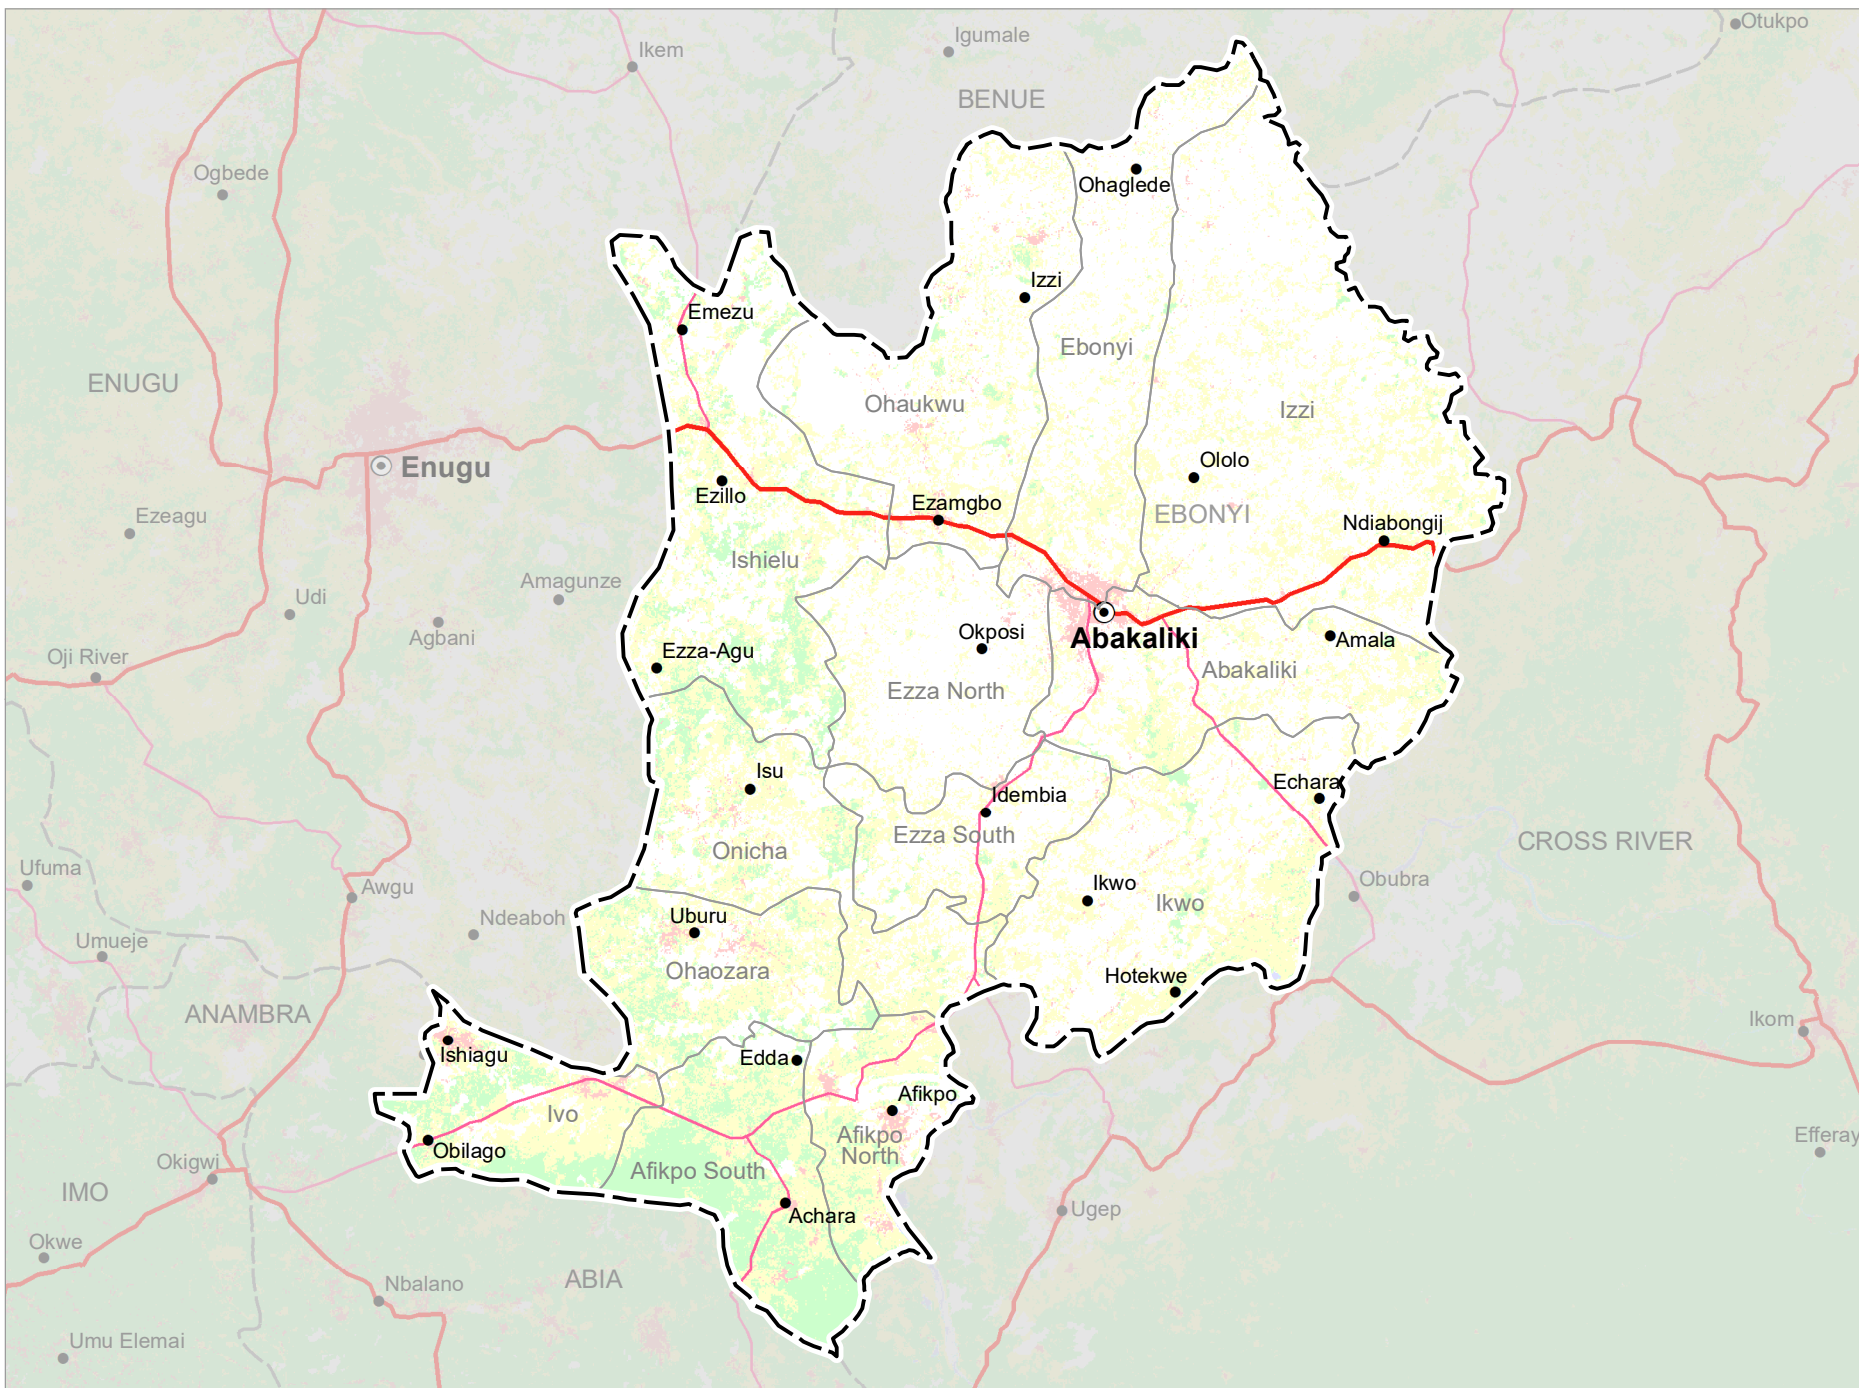 Otukpo
Igumale
Ikem
BENUE
Ogbede
Ohaglede
Izzi
Emezu
Ebonyi
ENUGU
Ohaukwu
Izzi
Ololo
Enugu
Ezillo
Ezamgbo
EBONYI
Ndiabongij
Ezeagu
Ishielu
Amagunze
Udi
Agbani
Okposi
Abakaliki
Amala
Oji River
Ezza-Agu
Abakaliki
Ezza North
Isu
Echara
Idembia
Ezza South
CROSS RIVER
Onicha
Ufuma
Awgu
Ikwo
Obubra
Ikwo
Ndeaboh
Uburu
Umueje
Ohaozara
Hotekwe
ANAMBRA
Ikom
Ishiagu
Edda
Afikpo
Ivo
Afikpo
North
Efferay
Obilago
Okigwi
Afikpo South
IMO
Ugep
Achara
Okwe
ABIA
Nbalano
Umu Elemai